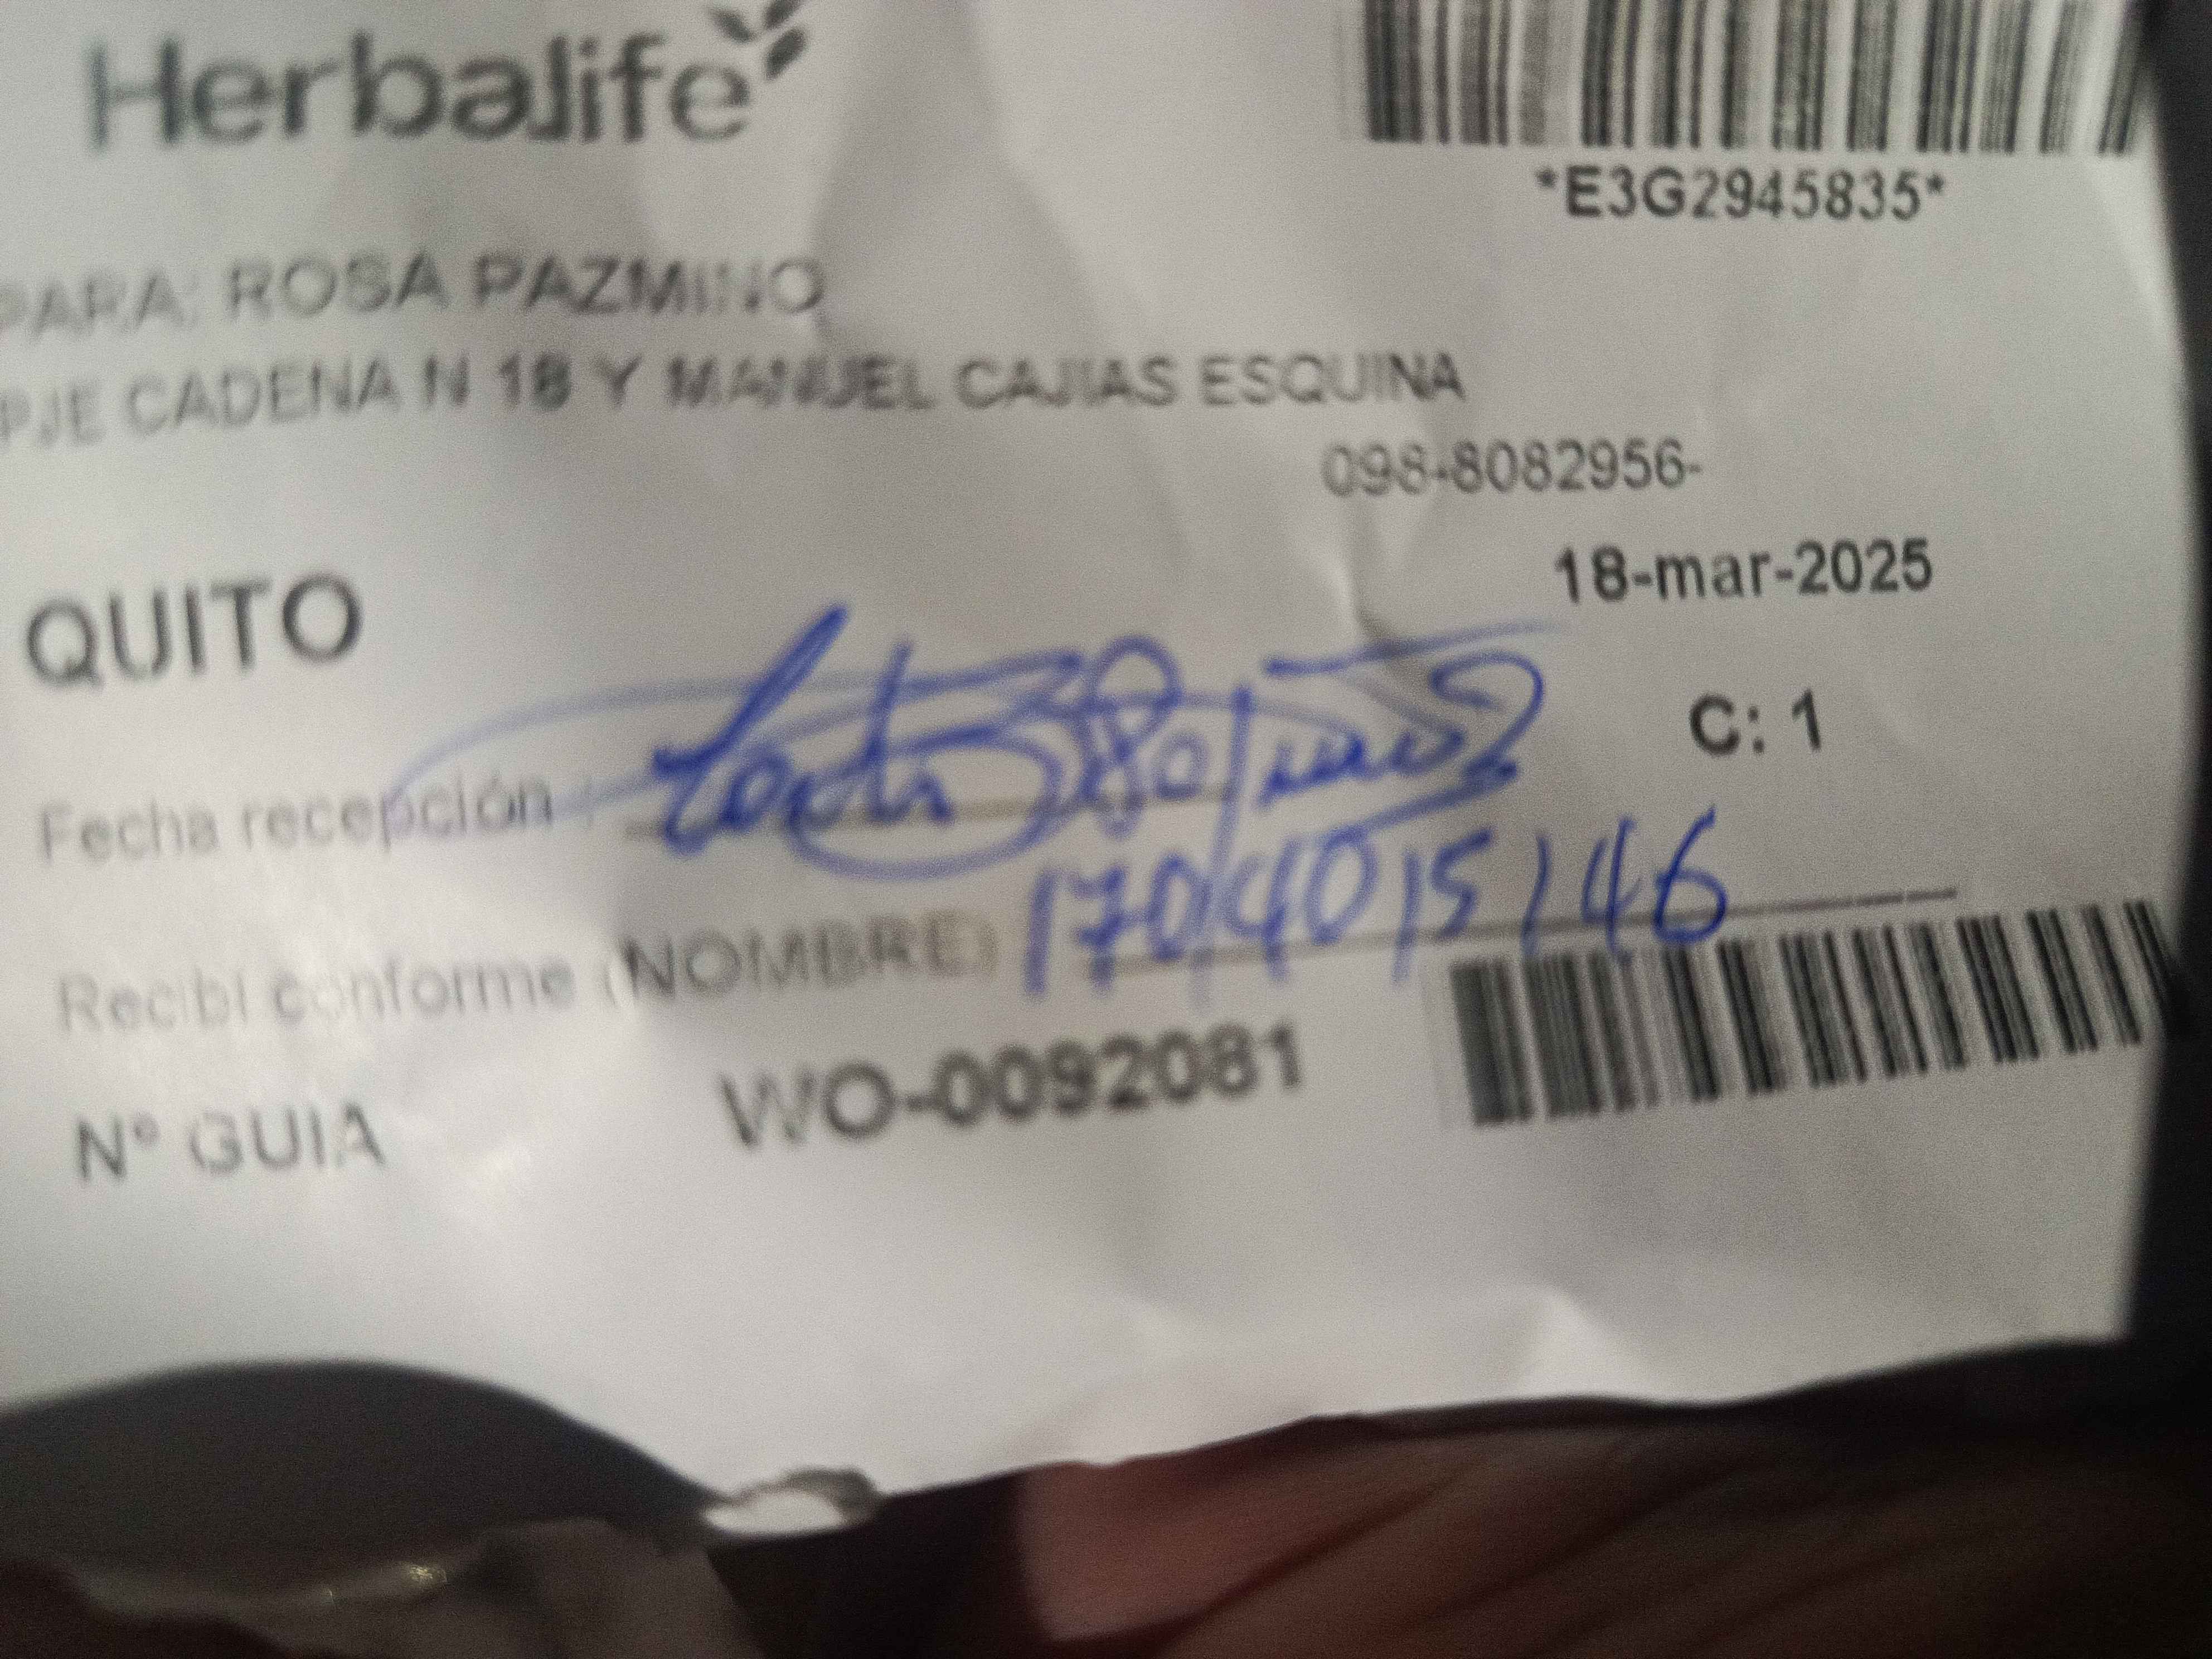 Herbalife
*E3G2945835*
PARA: ROSA PAZMINO
PJE CADENA N 18 Y MANUEL CAJIAS ESQUINA
098-8082956-
18-mar-2025
QUITO
C: 1
Fecha recepción :
1704015146
Recibí conforme (NOMBRE)
Nº GUIA WO-0092081